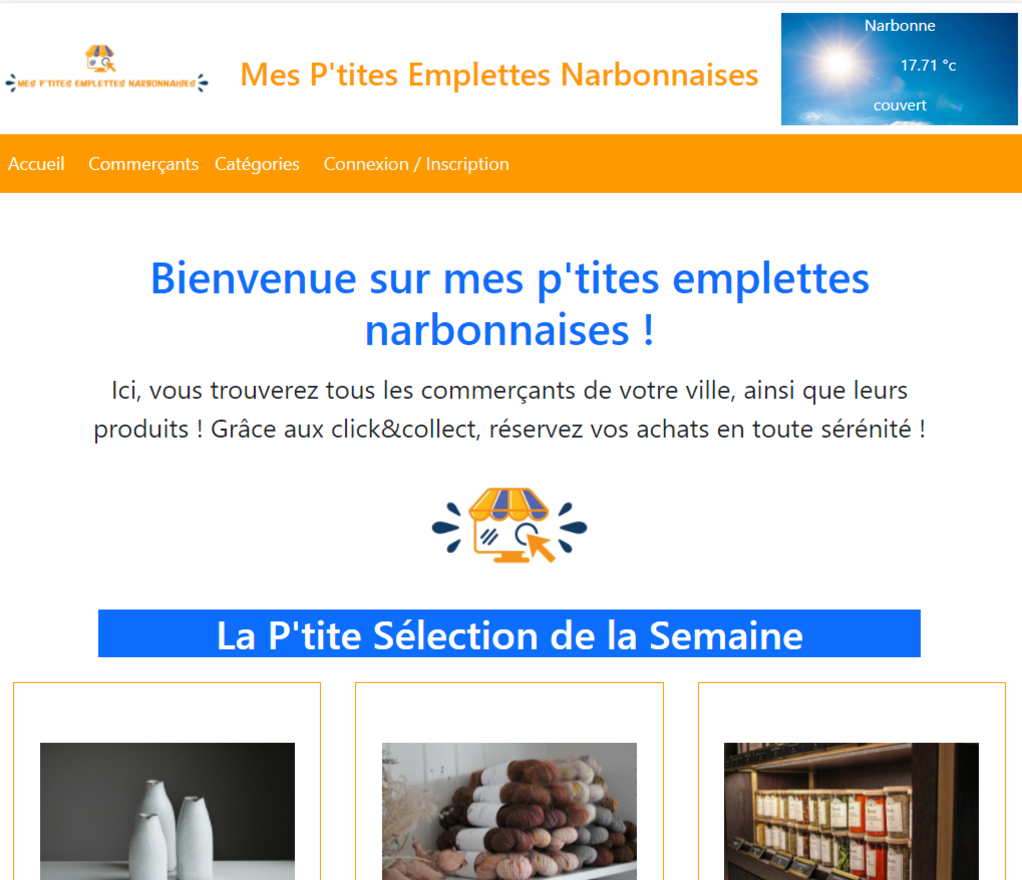 MES P'TITES EMPLETTES NARBONNAISES
Mes P'tites Emplettes Narbonnaises
Narbonne
17.71 °c
couvert
Accueil Commerçants Catégories Connexion / Inscription
Bienvenue sur mes p'tites emplettes
narbonnaises !
Ici, vous trouverez tous les commerçants de votre ville, ainsi que leurs
produits ! Grâce aux click&collect, réservez vos achats en toute sérénité !
La P'tite Sélection de la Semaine